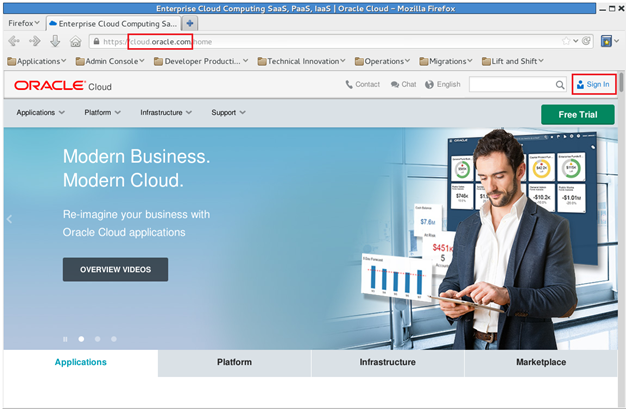 Enterprise Cloud Computing SaaS, PaaS, IaaS | Oracle Cloud - Mozilla Firefox
Firefox
Enterprise Cloud Computing Sa...
https://cloud.oracle.com/home
Applications
Admin Console
Developer Producti...
Technical Innovation
Operations
Migrations
Lift and Shift
ORACLE Cloud
Contact
Chat
English
Sign In
Applications
Platform
Infrastructure
Support
Free Trial
Modern Business.
Modern Cloud.
Re-imagine your business with
Oracle Cloud applications
OVERVIEW VIDEOS
$7.6M
$451K
5
$746K
-$10.2K
-$1.01M
Applications
Platform
Infrastructure
Marketplace